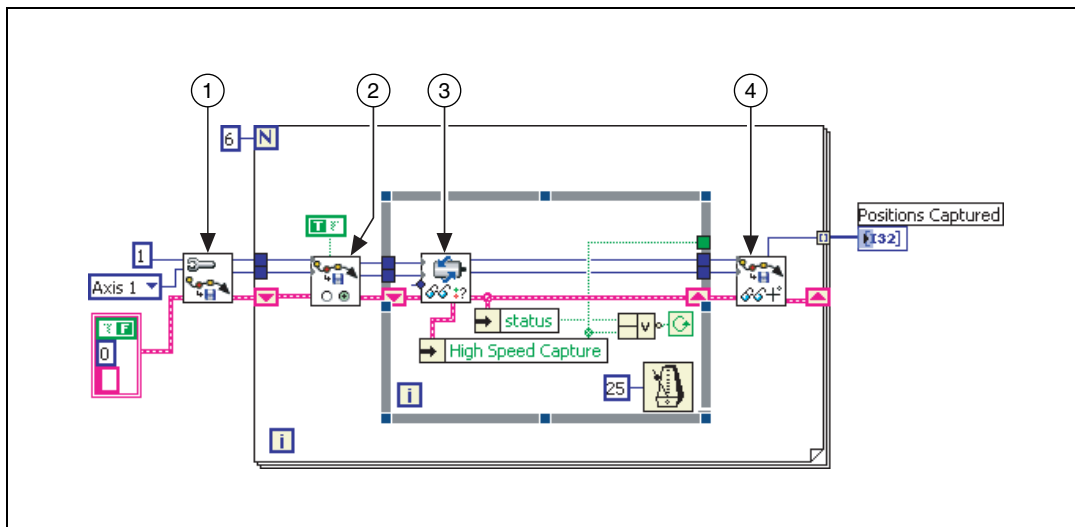 1
2
3
4
6
N
T
Positions Captured
1
[I32]
Axis 1
F
0
status
v
High Speed Capture
?
25
i
i